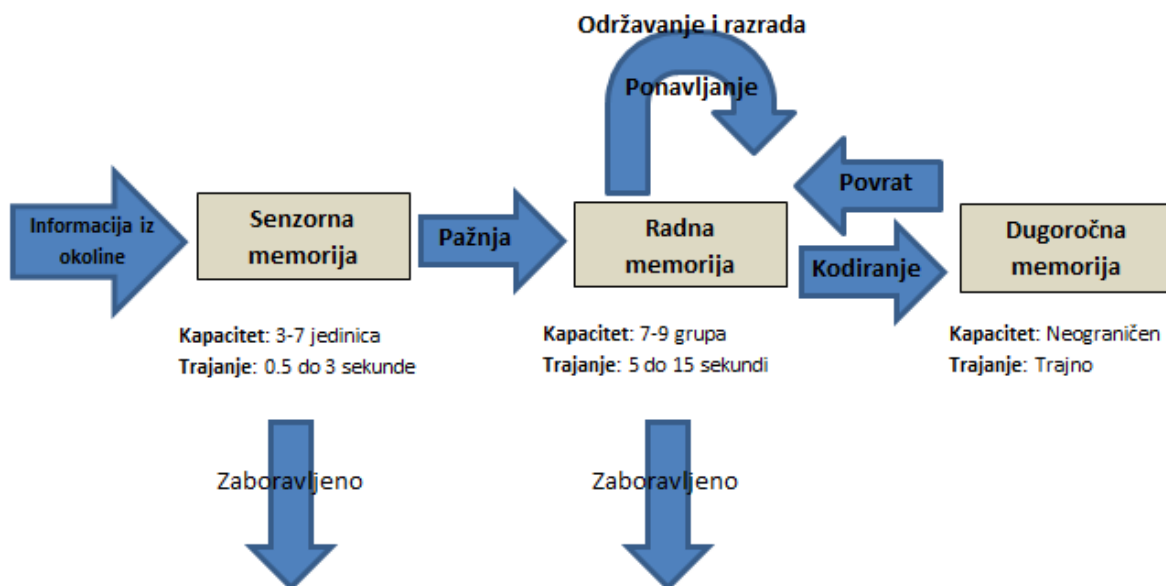 Održavanje i razrada
Ponavljanje
Informacija iz
okoline
Senzorna
memorija
Pažnja
Radna
memorija
Povrat
Kodiranje
Dugoročna
memorija
Kapacitet: 3-7 jedinica
Trajanje: 0.5 do 3 sekunde
Kapacitet: 7-9 grupa
Trajanje: 5 do 15 sekundi
Kapacitet: Neograničen
Trajanje: Trajno
Zaboravljeno
Zaboravljeno